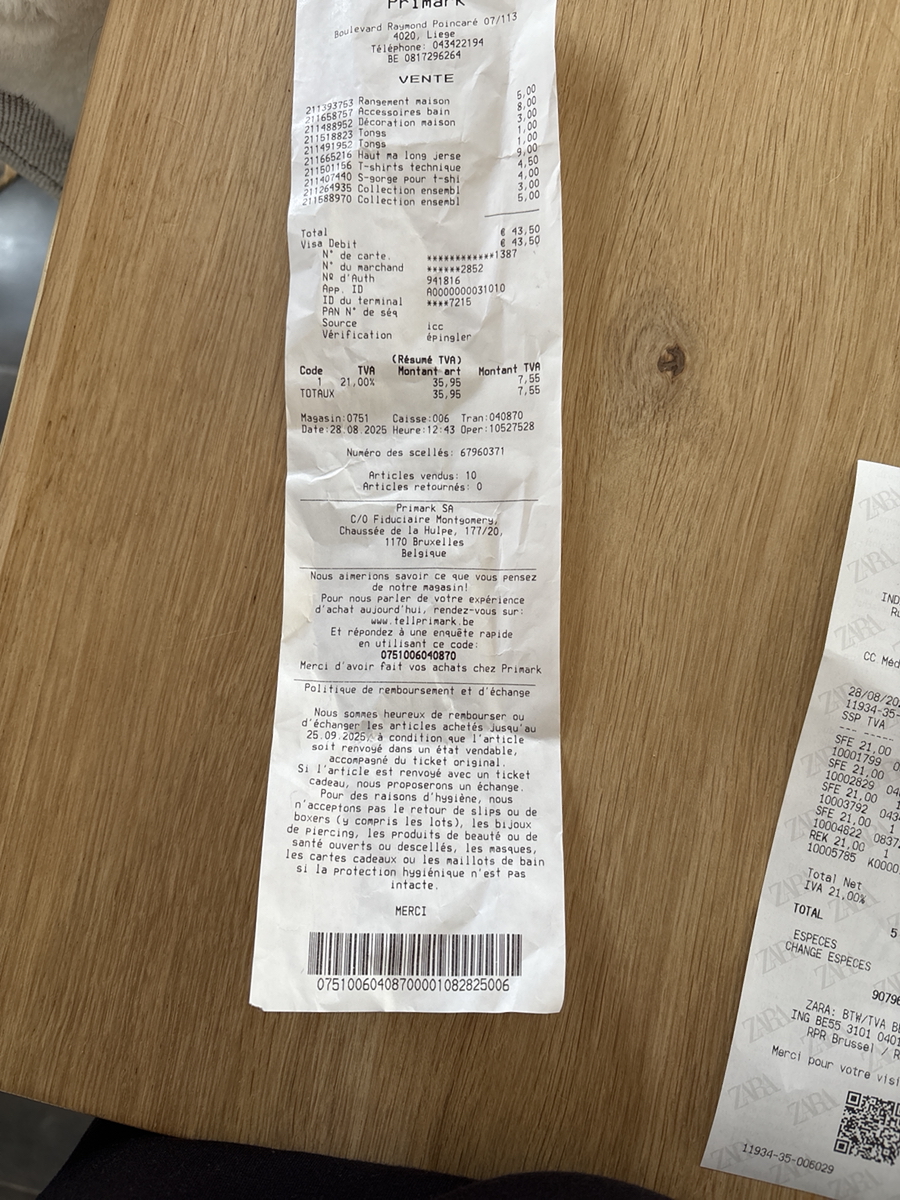 Primark
Boulevard Raymond Poincaré 07/113
4020, Liege
Téléphone: 043422194
BE 0817296264
VENTE
211393753 Rangement maison 5,00
211658757 Accessoires bain 8,00
211488952 Décoration maison 3,00
211518823 Tongs 1,00
211491952 Tongs 1,00
211665216 Haut ma long jerse 9,00
211501156 T-shirts technique 4,50
211407440 S-gorge pour t-shi 4,00
211264935 Collection ensembl 3,00
211588970 Collection ensembl 5,00
Total € 43,50
Visa Debit € 43,50
N° de carte. ************1387
N° du marchand ******2852
Nº d'Auth 941816
App. ID A0000000031010
ID du terminal ****7215
PAN N° de séq
Source icc
Vérification épingler
(Résumé TVA)
Code TVA Montant art Montant TVA
1 21,00% 35,95 7,55
TOTAUX 35,95 7,55
Magasin:0751 Caisse:006 Tran:040870
Date:28.08.2025 Heure:12:43 Oper:10527528
Numéro des scellés: 67960371
Articles vendus: 10
Articles retournés: 0
Primark SA
C/O Fiduciaire Montgomery,
Chaussée de la Hulpe, 177/20,
1170 Bruxelles
Belgique
Nous aimerions savoir ce que vous pensez
de notre magasin!
Pour nous parler de votre expérience
d'achat aujourd'hui, rendez-vous sur:
www.tellprimark.be
Et répondez à une enquête rapide
en utilisant ce code:
0751006040870
Merci d'avoir fait vos achats chez Primark
Politique de remboursement et d'échange
Nous sommes heureux de rembourser ou
d'échanger les articles achetés jusqu'au
25.09.2025, à condition que l'article
soit renvoyé dans un état vendable,
accompagné du ticket original.
Si l'article est renvoyé avec un ticket
cadeau, nous proposerons un échange.
Pour des raisons d'hygiène, nous
n'acceptons pas le retour de slips ou de
boxers (y compris les lots), les bijoux
de piercing, les produits de beauté ou de
santé ouverts ou descellés, les masques,
les cartes cadeaux ou les maillots de bain
si la protection hygiénique n'est pas
intacte.
MERCI
07510060408700001082825006
ZARA
IND
CC Méd
28/08/20
11934-35-
SSP TVA
SFE 21,00
10001799
SFE 21,00
10002829
SFE 21,00 1
10003792
SFE 21,00 1
10004822 0837
REK 21,00 1
10005785 K0000
Total Net
IVA 21,00%
TOTAL 5
ESPECES
CHANGE ESPECES
9079
ZARA: BTW/TVA BE
ING BE55 3101 0401
RPR Brussel / R
Merci pour votre visi
11934-35-006029